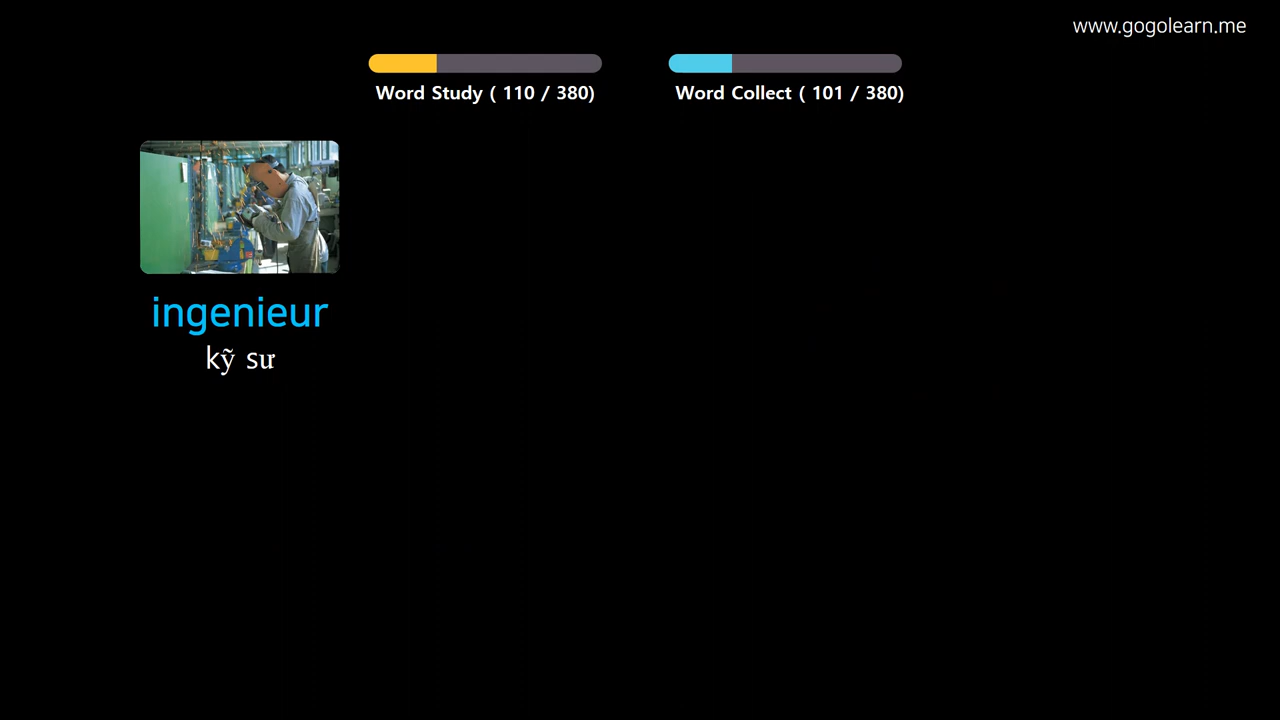 www.gogolearn.me
Word Study ( 110 / 380)
Word Collect ( 101 / 380)
ingenieur
kỹ sư